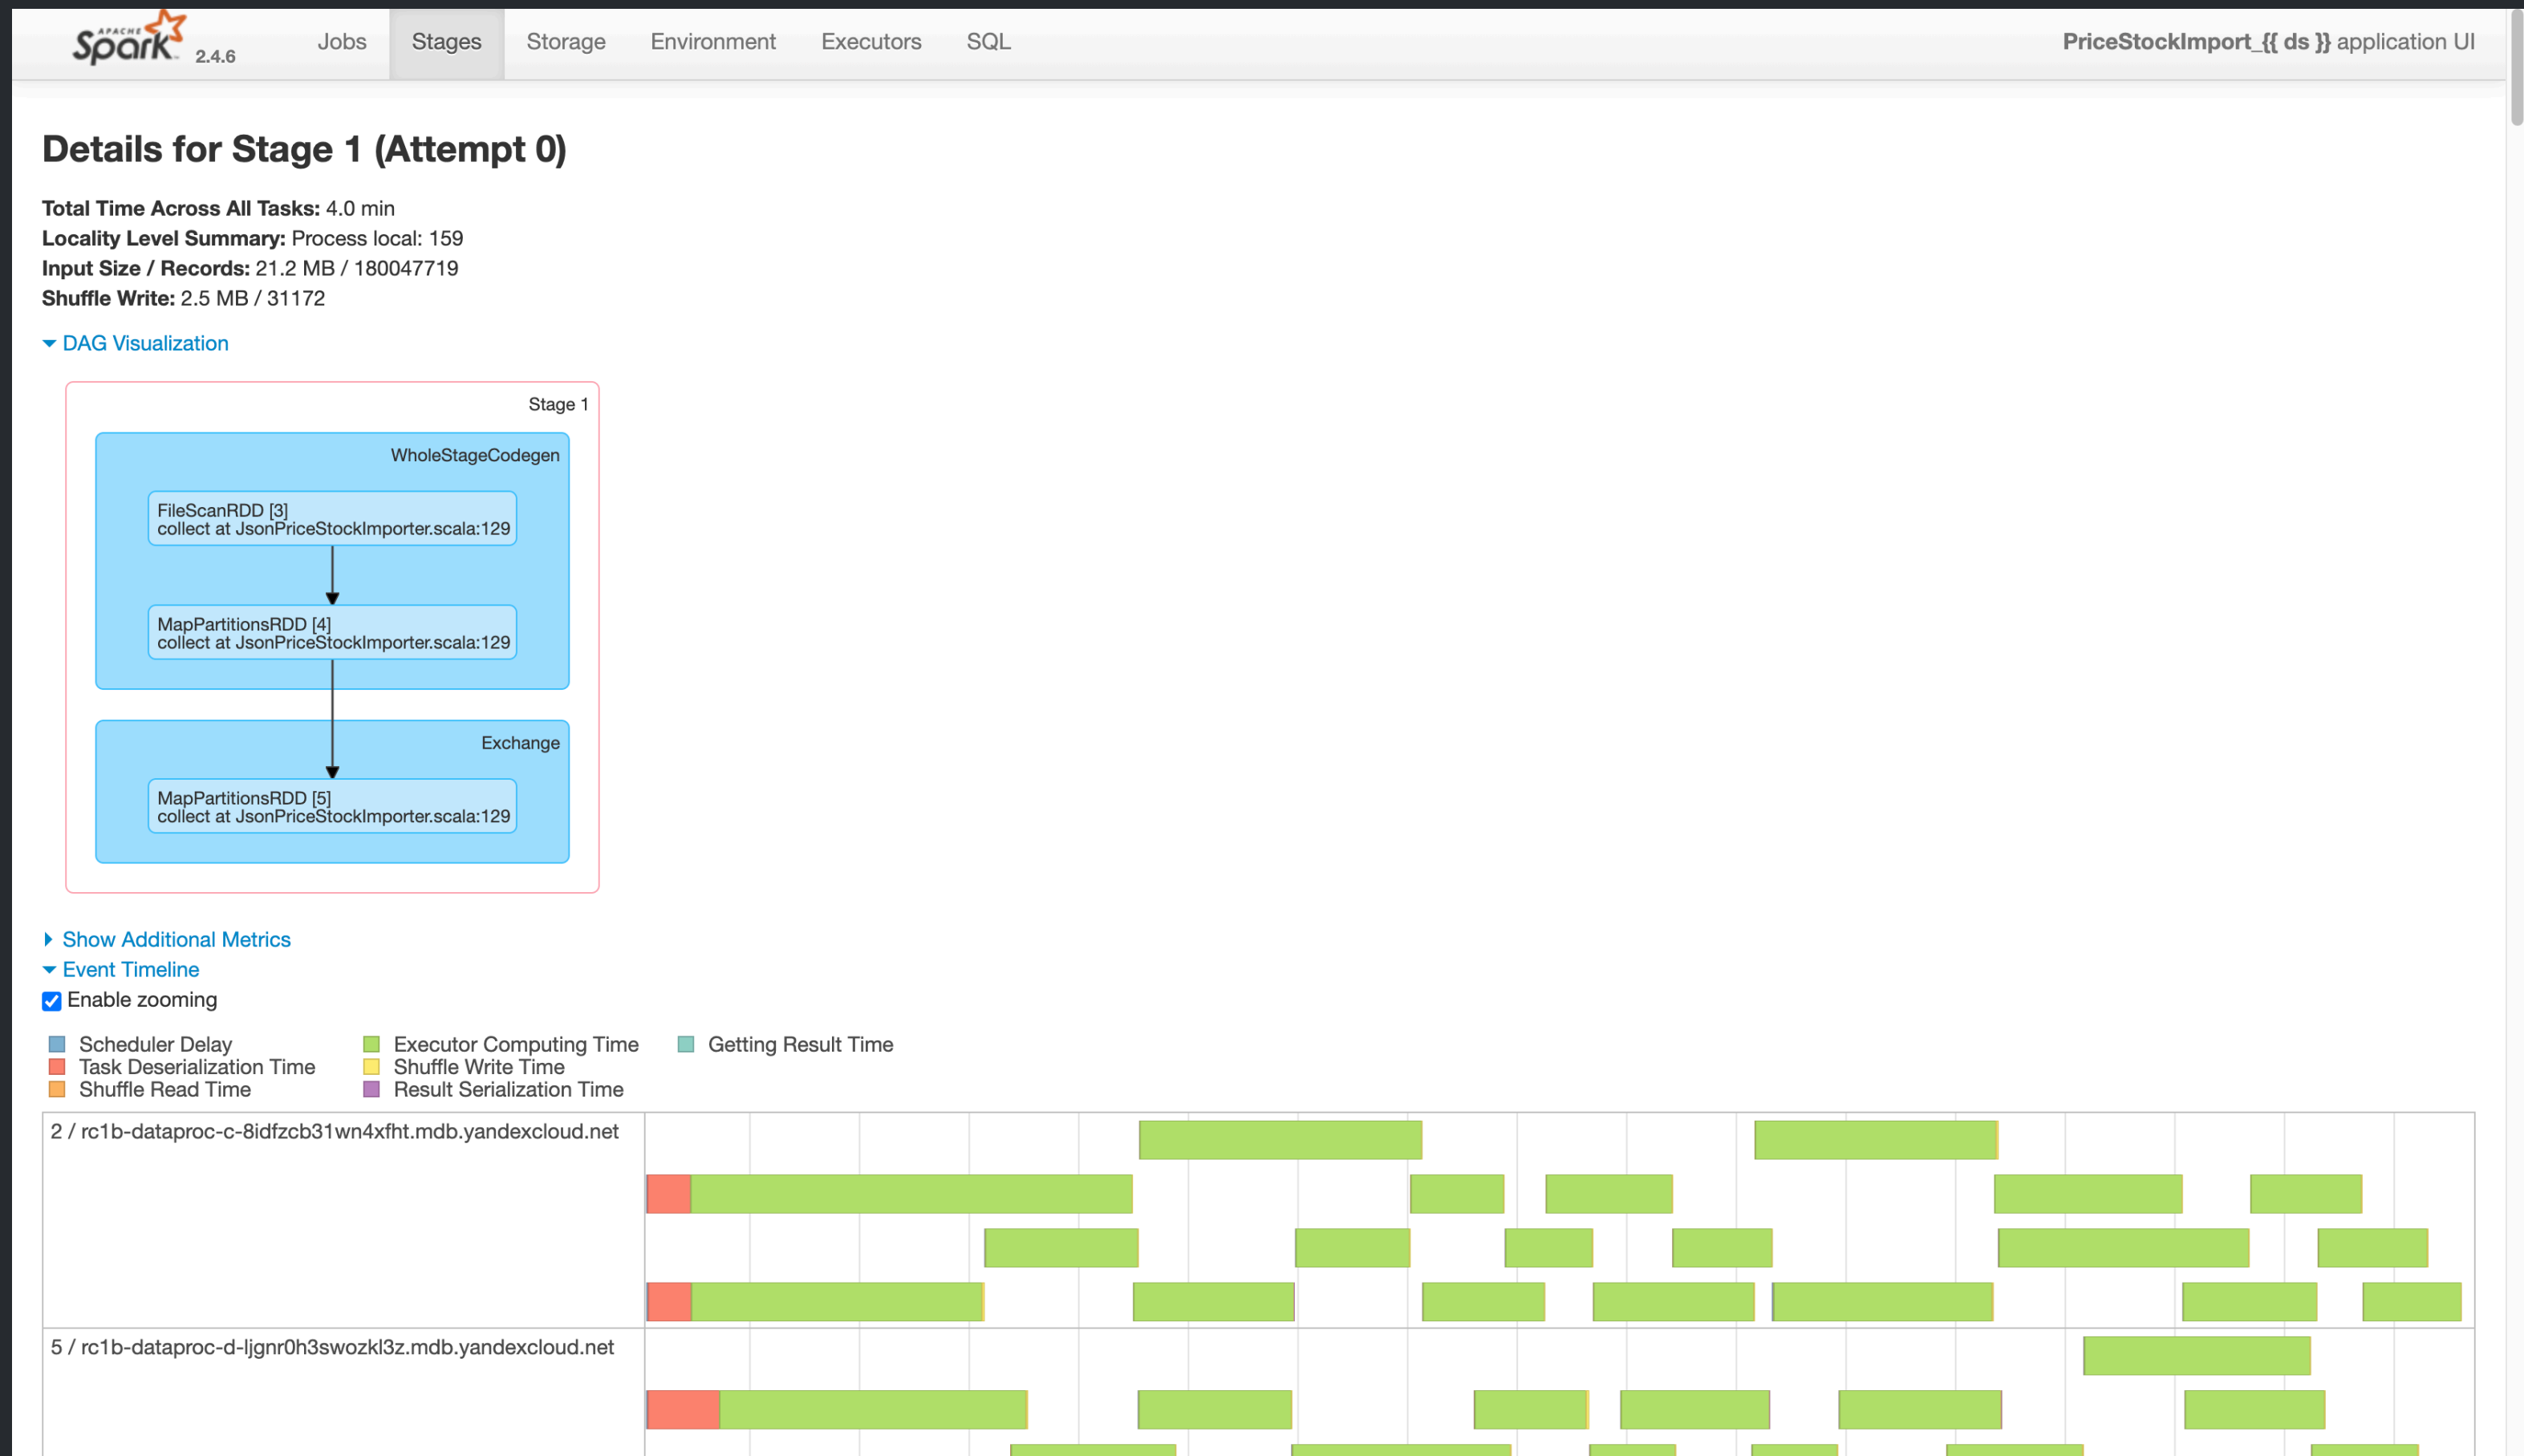 APACHE
Spark 2.4.6 Jobs Stages Storage Environment Executors SQL PriceStockImport_{{ ds }} application UI
Details for Stage 1 (Attempt 0)
Total Time Across All Tasks: 4.0 min
Locality Level Summary: Process local: 159
Input Size / Records: 21.2 MB / 180047719
Shuffle Write: 2.5 MB / 31172
DAG Visualization
Stage 1
WholeStageCodegen
FileScanRDD [3]
collect at JsonPriceStockImporter.scala:129
MapPartitionsRDD [4]
collect at JsonPriceStockImporter.scala:129
Exchange
MapPartitionsRDD [5]
collect at JsonPriceStockImporter.scala:129
Show Additional Metrics
Event Timeline
Enable zooming
Scheduler Delay Executor Computing Time Getting Result Time
Task Deserialization Time Shuffle Write Time
Shuffle Read Time Result Serialization Time
2 / rc1b-dataproc-c-8idfzcb31wn4xfht.mdb.yandexcloud.net
5 / rc1b-dataproc-d-ljgnr0h3swozkl3z.mdb.yandexcloud.net